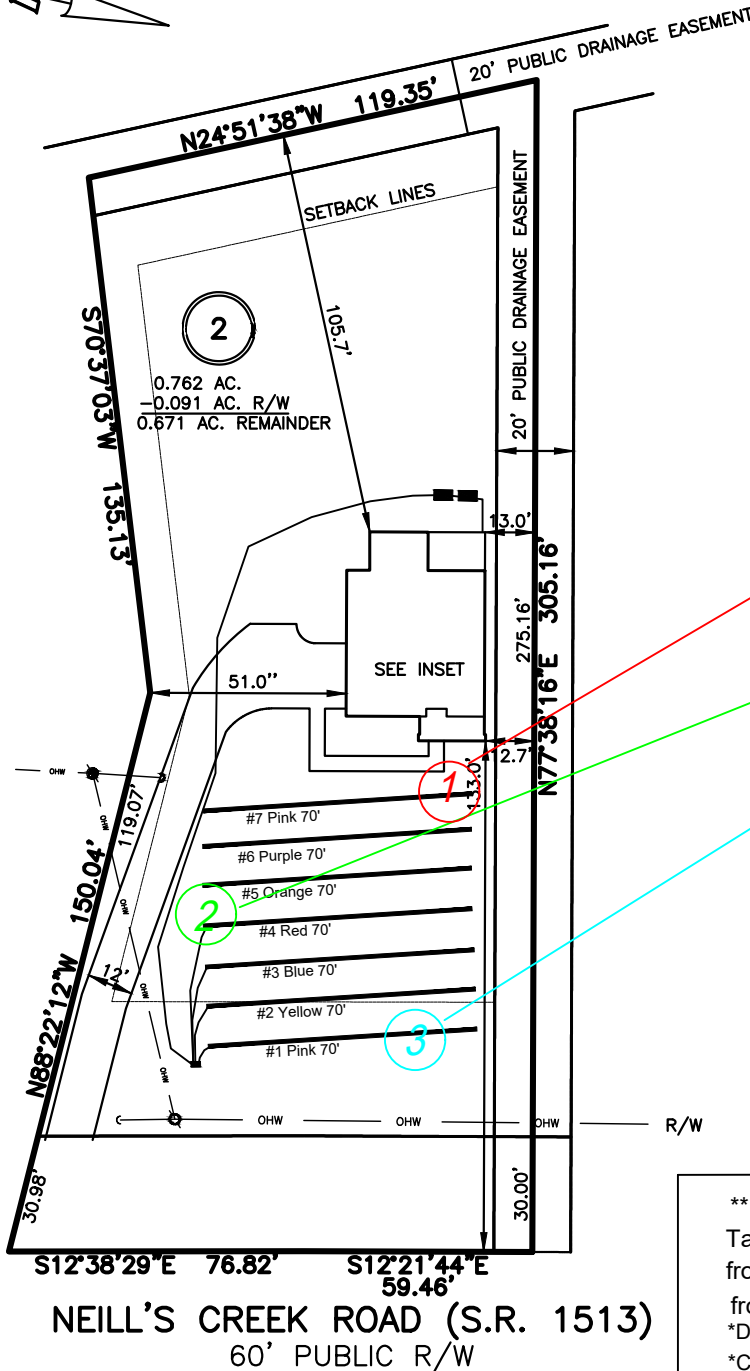 20' PUBLIC DRAINAGE EASEMENT
N24°51'38"W 119.35'
SETBACK LINES
20' PUBLIC DRAINAGE EASEMENT
105.7'
2
0.762 AC.
-0.091 AC. R/W
0.671 AC. REMAINDER
S70°37'03"W 135.13'
13.0'
N77°38'16"E 305.16'
275.16'
SEE INSET
51.0''
12.7'
133.0'
1
OHW
OHW
119.07'
#7 Pink 70'
#6 Purple 70'
#5 Orange 70'
2
#4 Red 70'
N88°22'12"W 150.04'
OHW
#3 Blue 70'
12'
#2 Yellow 70'
3
#1 Pink 70'
OHW
OHW OHW OHW R/W
30.98'
30.00'
S12°38'29"E 76.82' S12°21'44"E
59.46'
NEILL'S CREEK ROAD (S.R. 1513)
60' PUBLIC R/W
**
Ta
fro
fro
*D
*C